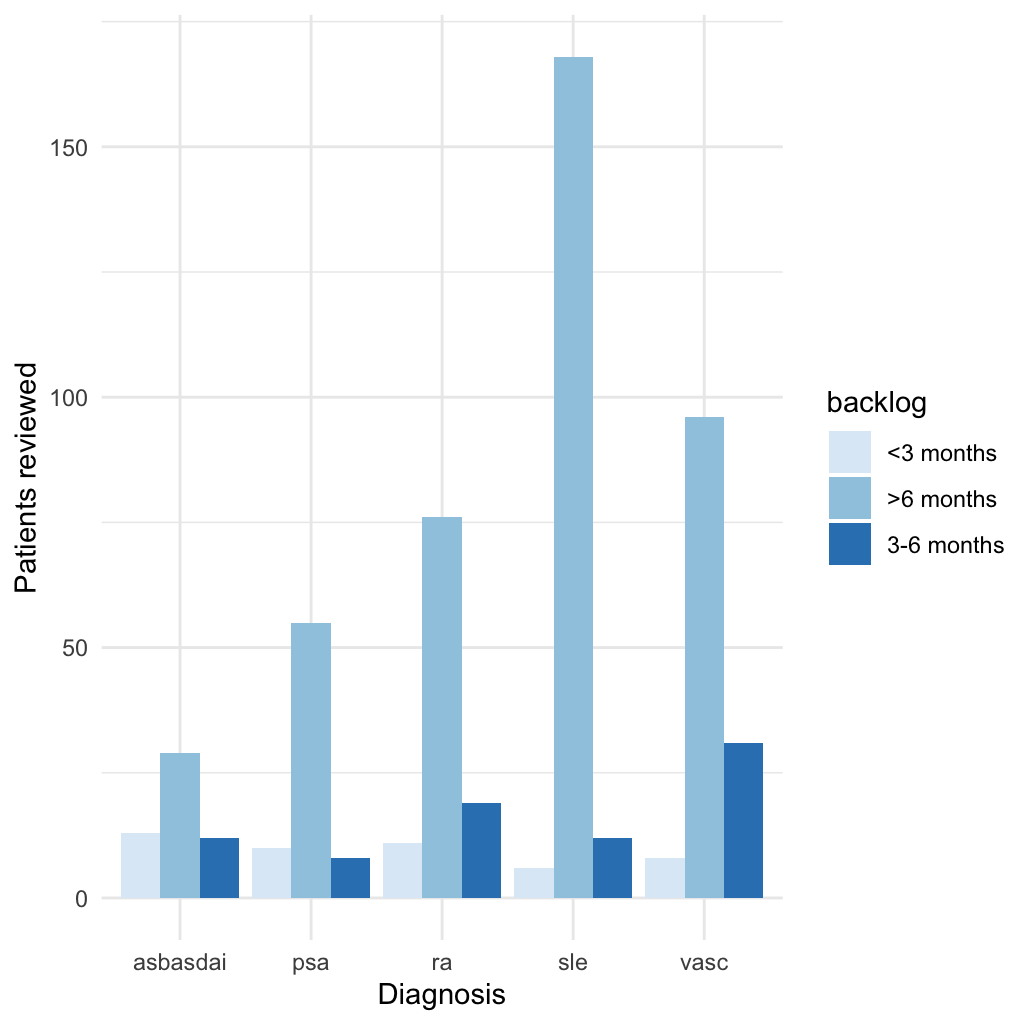 Patients reviewed
150
100
50
0
asbasdai
psa
ra
sle
vasc
Diagnosis
backlog
<3 months
>6 months
3-6 months